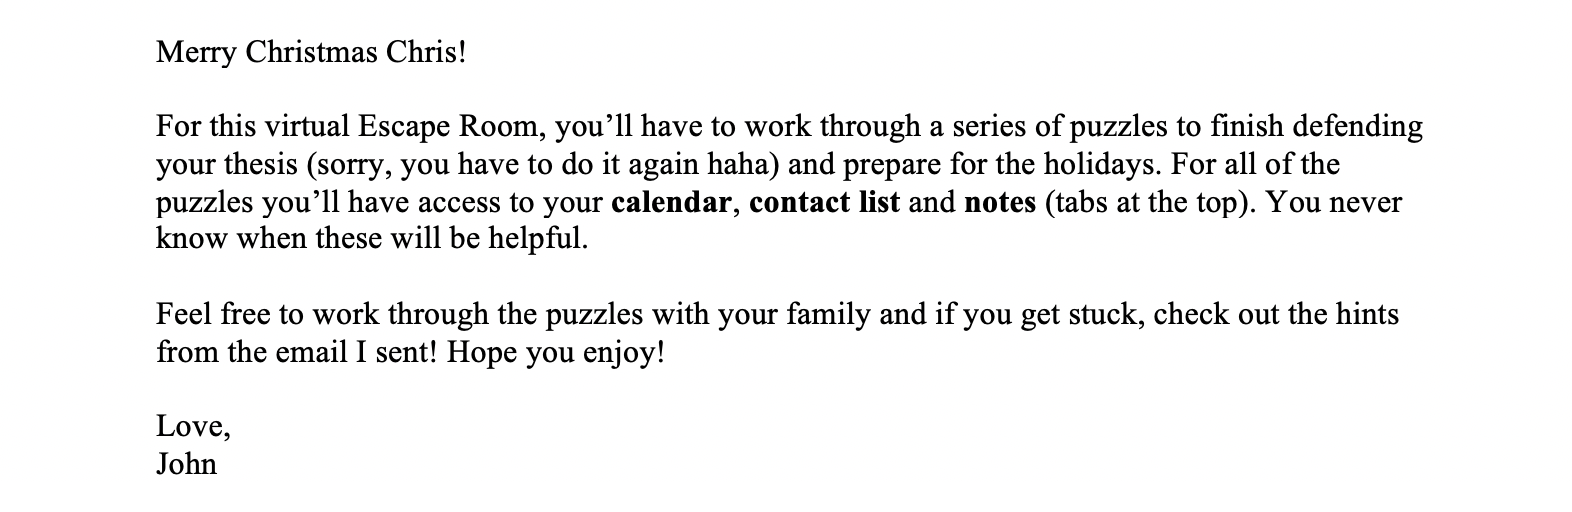 Merry Christmas Chris!
For this virtual Escape Room, you’ll have to work through a series of puzzles to finish defending
your thesis (sorry, you have to do it again haha) and prepare for the holidays. For all of the
puzzles you’ll have access to your calendar, contact list and notes (tabs at the top). You never
know when these will be helpful.
Feel free to work through the puzzles with your family and if you get stuck, check out the hints
from the email I sent! Hope you enjoy!
Love,
John